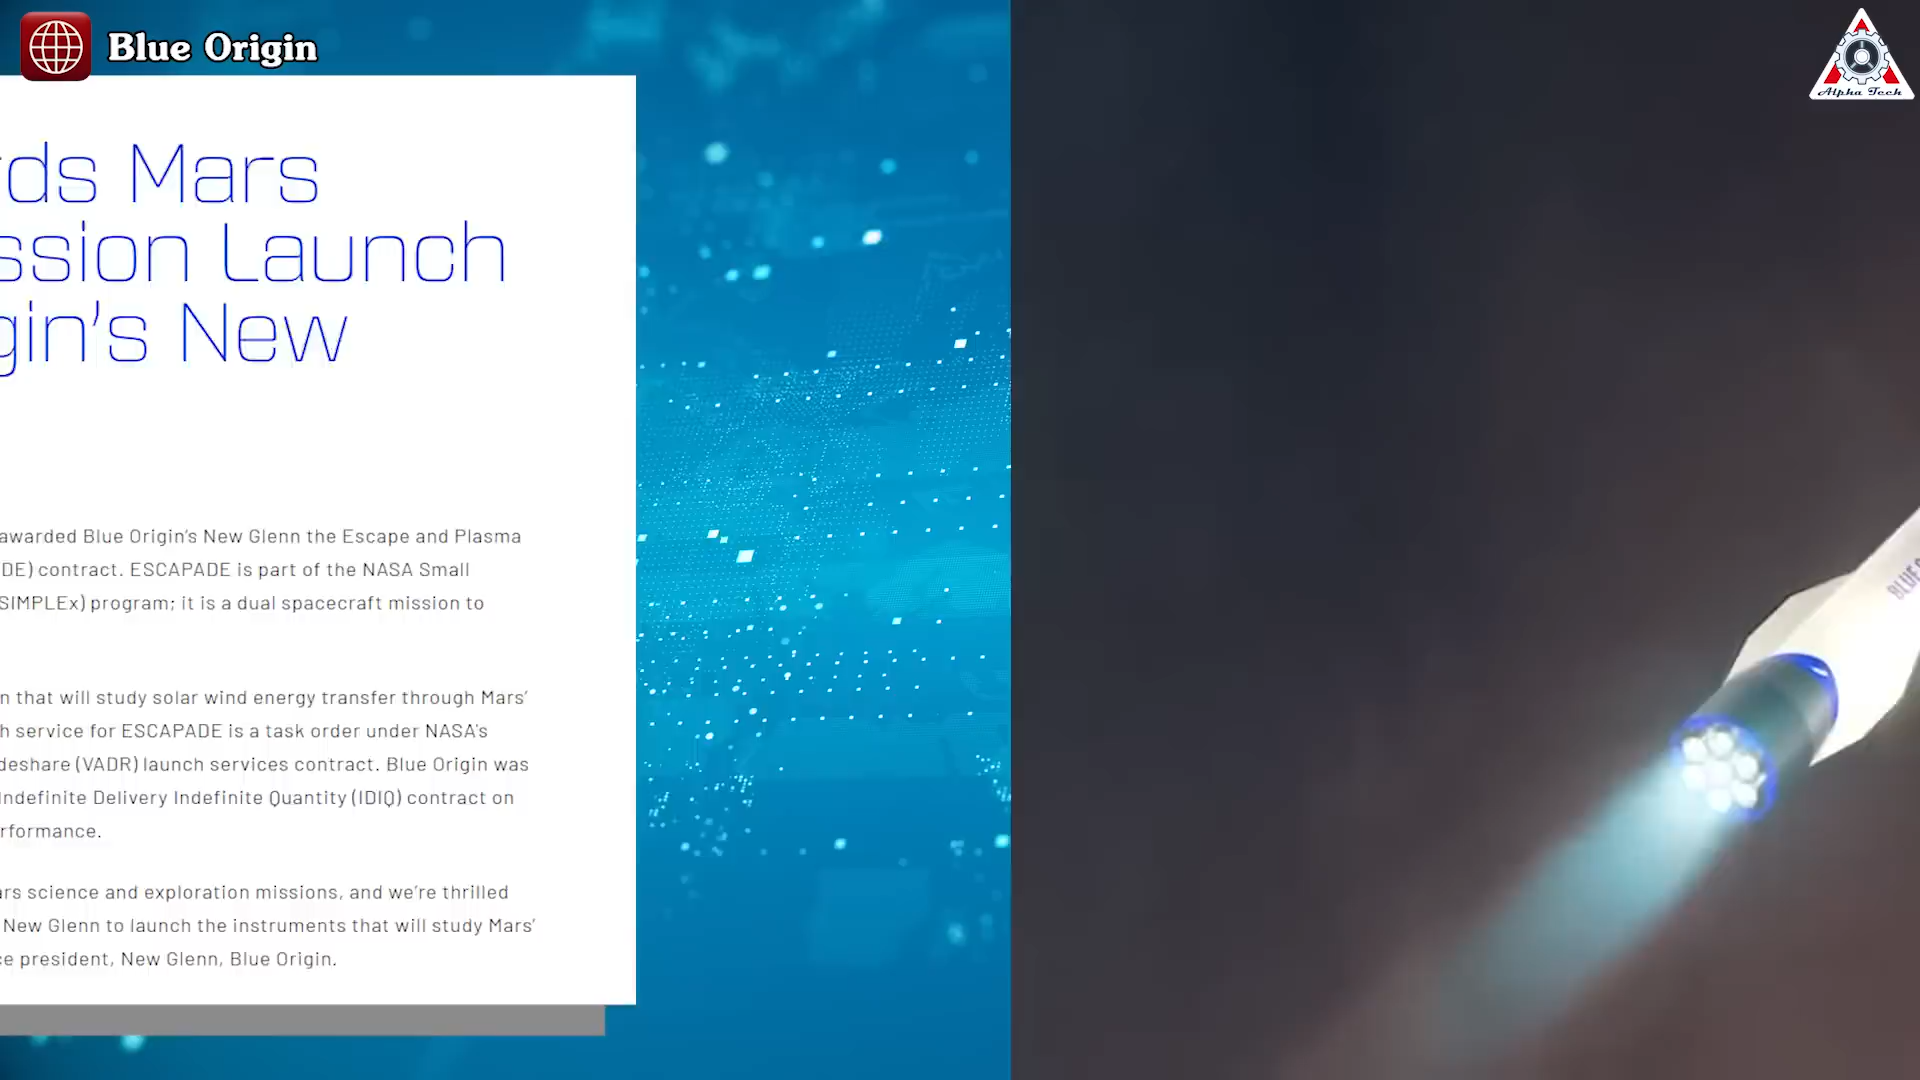 Blue Origin
Alpha Tech
rds Mars
ssion Launch
gin's New
awarded Blue Origin's New Glenn the Escape and Plasma
DE) contract. ESCAPADE is part of the NASA Small
SIMPLEx) program; it is a dual spacecraft mission to
n that will study solar wind energy transfer through Mars'
h service for ESCAPADE is a task order under NASA's
deshare (VADR) launch services contract. Blue Origin was
Indefinite Delivery Indefinite Quantity (IDIQ) contract on
rformance.
ars science and exploration missions, and we're thrilled
New Glenn to launch the instruments that will study Mars'
ce president, New Glenn, Blue Origin.
BLUE